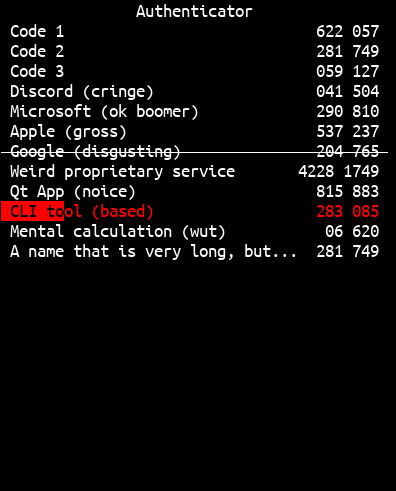 Authenticator
Code 1 622 057
Code 2 281 749
Code 3 059 127
Discord (cringe) 041 504
Microsoft (ok boomer) 290 810
Apple (gross) 537 237
Google (disgusting) 204 765
Weird proprietary service 4228 1749
Qt App (noice) 815 883
CLI tool (based) 283 085
Mental calculation (wut) 06 620
A name that is very long, but... 281 749